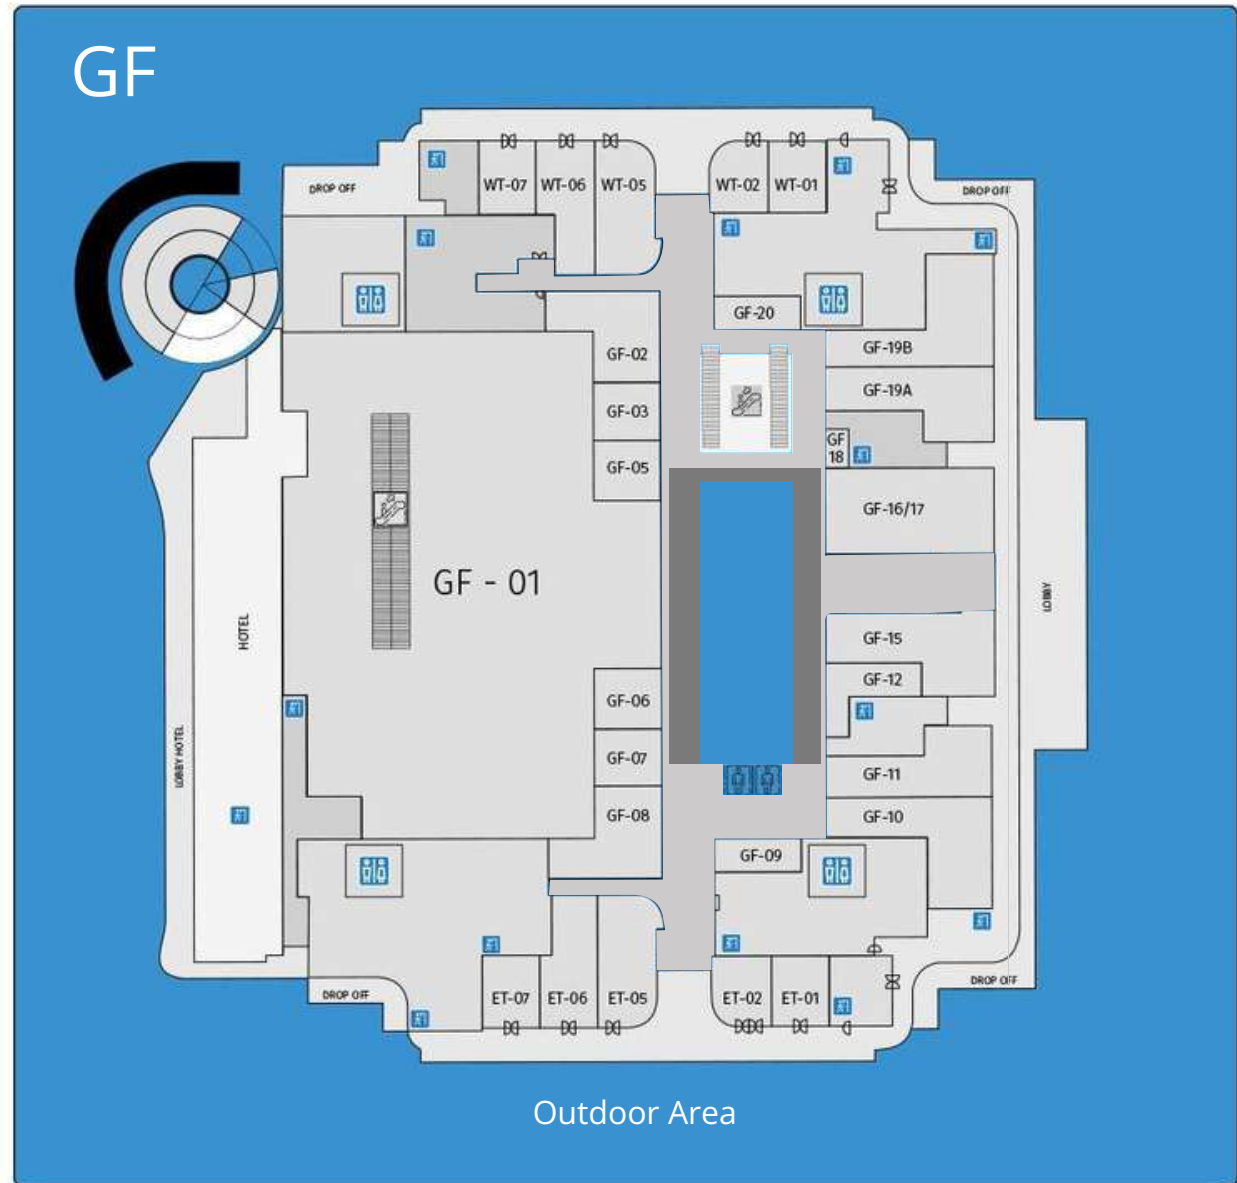 GF
DROP OFF
WT-07
WT-06
WT-05
WT-02
WT-01
DROP OFF
GF-20
GF-02
GF-19B
GF-03
GF-19A
GF
18
GF-05
GF-16/17
GF - 01
HOTEL
LOBBY
GF-15
GF-12
GF-06
LOBBY HOTEL
GF-07
GF-11
GF-08
GF-10
GF-09
DROP OFF
ET-07
ET-06
ET-05
ET-02
ET-01
DROP OFF
Outdoor Area